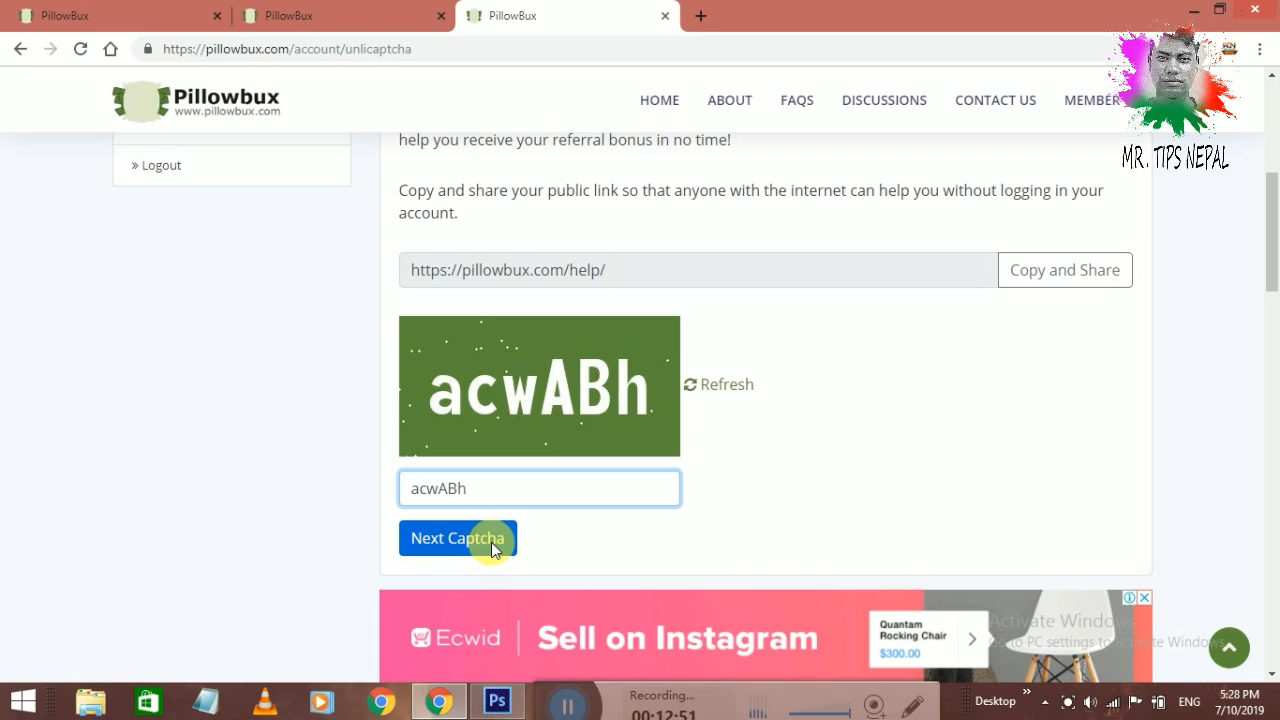 PillowBux
PillowBux
PillowBux
https://pillowbux.com/account/unlicaptcha
Pillowbux
www.pillowbux.com
HOME ABOUT FAQS DISCUSSIONS CONTACT US MEMBER
MR. TIPS NEPAL
» Logout
help you receive your referral bonus in no time!
Copy and share your public link so that anyone with the internet can help you without logging in your
account.
https://pillowbux.com/help/
Copy and Share
acwABh
Refresh
acwABh
Next Captcha
Ecwid
Sell on Instagram
Quantum
Rocking Chair
$300.00
Activate Windows
Go to PC settings to activate Windows.
Ps
Recording...
00:12:51
Desktop
ENG
5:28 PM
7/10/2019